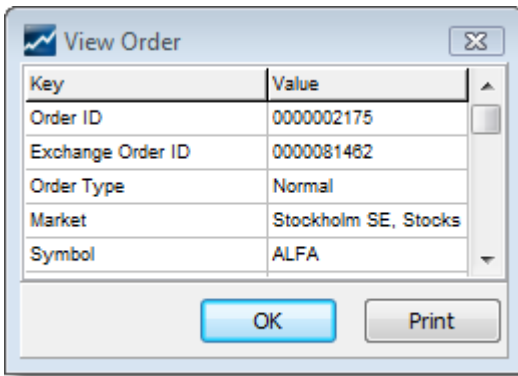 View Order
Key Value
Order ID 0000002175
Exchange Order ID 0000081462
Order Type Normal
Market Stockholm SE, Stocks
Symbol ALFA
OK Print